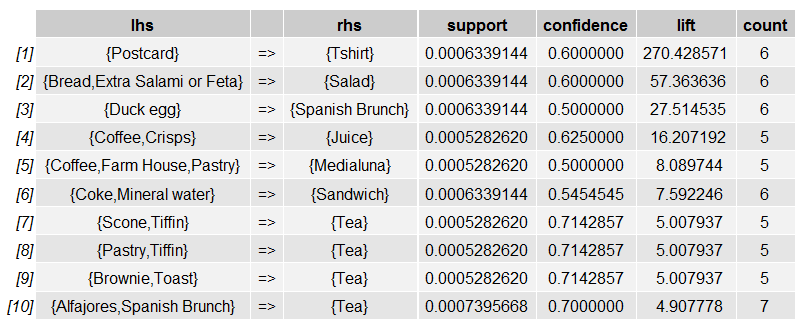 lhs rhs support confidence lift count
[1] {Postcard} => {Tshirt} 0.0006339144 0.6000000 270.428571 6
[2] {Bread,Extra Salami or Feta} => {Salad} 0.0006339144 0.6000000 57.363636 6
[3] {Duck egg} => {Spanish Brunch} 0.0006339144 0.5000000 27.514535 6
[4] {Coffee,Crisps} => {Juice} 0.0005282620 0.6250000 16.207192 5
[5] {Coffee,Farm House,Pastry} => {Medialuna} 0.0005282620 0.5000000 8.089744 5
[6] {Coke,Mineral water} => {Sandwich} 0.0006339144 0.5454545 7.592246 6
[7] {Scone,Tiffin} => {Tea} 0.0005282620 0.7142857 5.007937 5
[8] {Pastry,Tiffin} => {Tea} 0.0005282620 0.7142857 5.007937 5
[9] {Brownie,Toast} => {Tea} 0.0005282620 0.7142857 5.007937 5
[10] {Alfajores,Spanish Brunch} => {Tea} 0.0007395668 0.7000000 4.907778 7